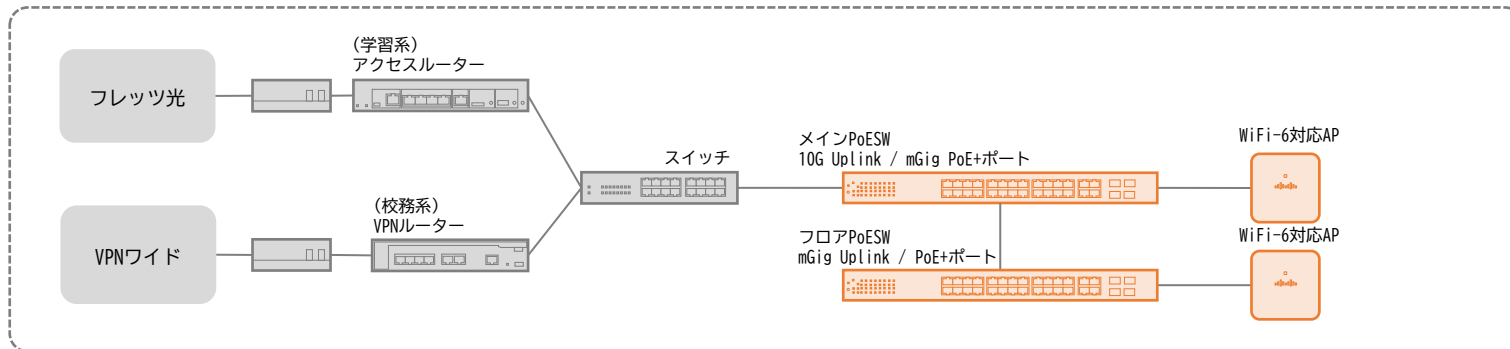 フレッツ光
(学習系)
アクセスルーター
スイッチ
メインPoESW
10G Uplink / mGig PoE+ポート
WiFi-6対応AP
VPNワイド
(校務系)
VPNルーター
フロアPoESW
mGig Uplink / PoE+ポート
WiFi-6対応AP